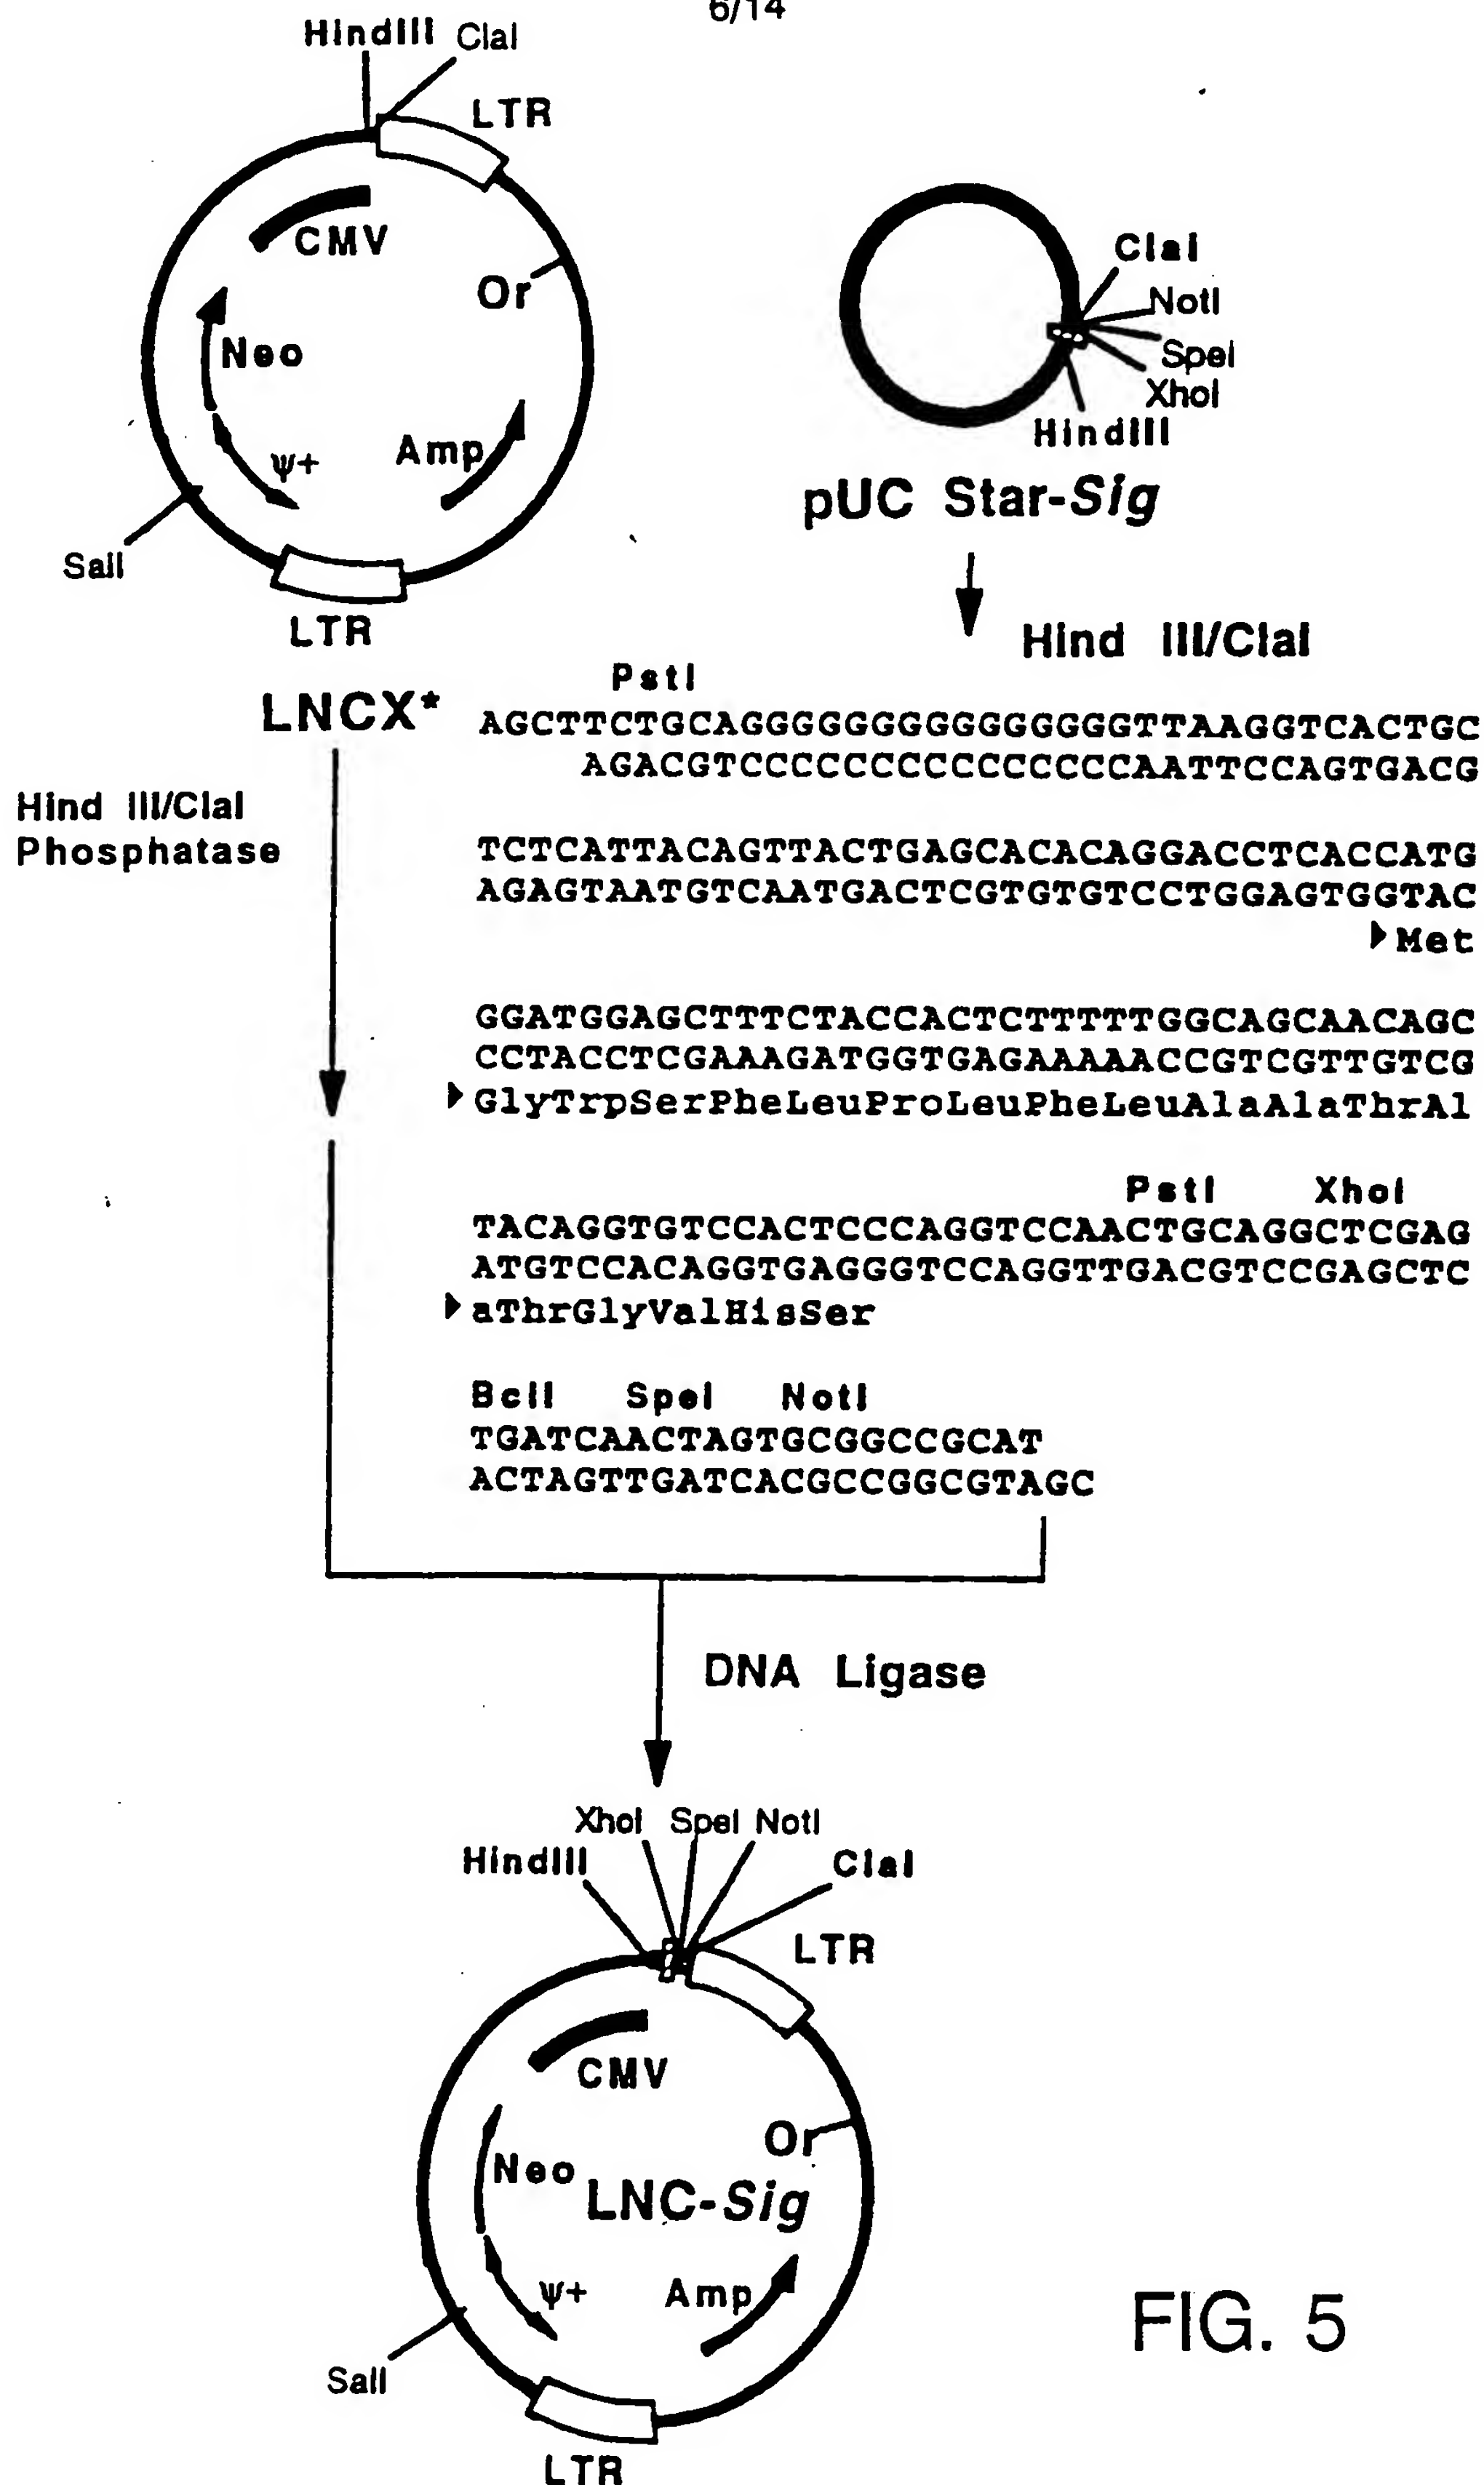 6/14
HindIII ClaI
LTR
CMV
Or
Neo
Amp
ψ+
SalI
LTR
LNCX*
ClaI
NotI
SpeI
XhoI
HindIII
pUC Star-Sig
Hind III/ClaI
Hind III/ClaI
Phosphatase
PstI
AGCTTCTGCAGGGGGGGGGGGGGGGTTAAGGTCACTGC
AGACGTCCCCCCCCCCCCCCCAATTCCAGTGACG
TCTCATTACAGTTACTGAGCACACAGGACCTCACCATG
AGAGTAATGTCAATGACTCGTGTGTCCTGGAGTGGTAC
Met
GGATGGAGCTTTCTACCACTCTTTTTGGCAGCAACAGC
CCTACCTCGAAAGATGGTGAGAAAAACCGTCGTTGTCG
GlyTrpSerPheLeuProLeuPheLeuAlaAlaThrAl
PstI XhoI
TACAGGTGTCCACTCCCAGGTCCAACTGCAGGCTCGAG
ATGTCCACAGGTGAGGGTCCAGGTTGACGTCCGAGCTC
aThrGlyValHisSer
BclI SpeI NotI
TGATCAACTAGTGCGGCCGCAT
ACTAGTTGATCACGCCGGCGTAGC
DNA Ligase
XhoI SpeI NotI
HindIII ClaI
LTR
CMV
Or
Neo
LNC-Sig
ψ+ Amp
SalI
LTR
FIG. 5